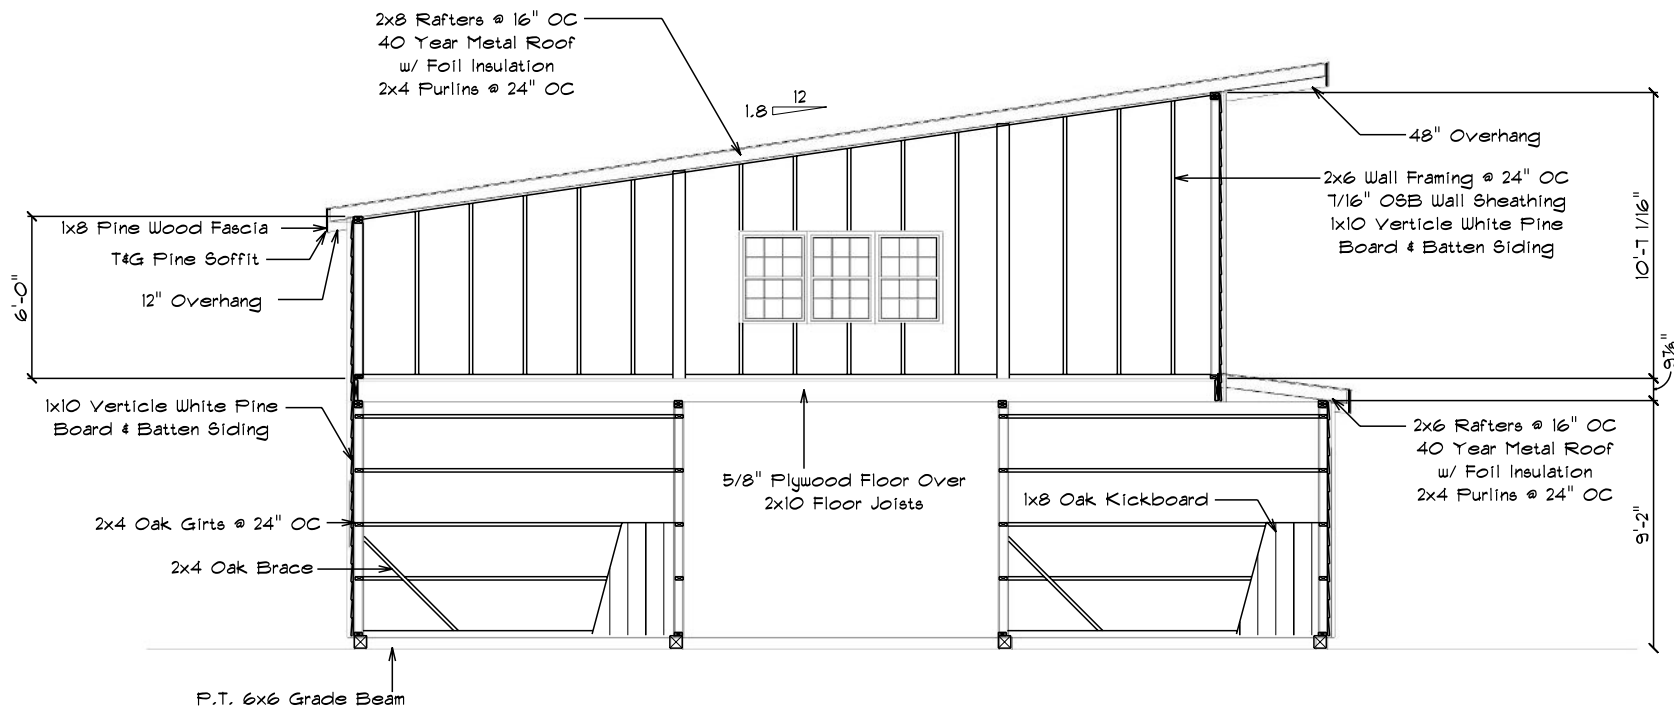 2x8 Rafters @ 16" OC
40 Year Metal Roof
w/ Foil Insulation
2x4 Purlins @ 24" OC
12
1.8
48" Overhang
2x6 Wall Framing @ 24" OC
7/16" OSB Wall Sheathing
1x10 Verticle White Pine
Board & Batten Siding
10'-7 1/16"
1x8 Pine Wood Fascia
T&G Pine Soffit
12" Overhang
6'-0"
9⅞"
1x10 Verticle White Pine
Board & Batten Siding
2x6 Rafters @ 16" OC
40 Year Metal Roof
w/ Foil Insulation
2x4 Purlins @ 24" OC
5/8" Plywood Floor Over
2x10 Floor Joists
1x8 Oak Kickboard
2x4 Oak Girts @ 24" OC
2x4 Oak Brace
9'-2"
P.T. 6x6 Grade Beam